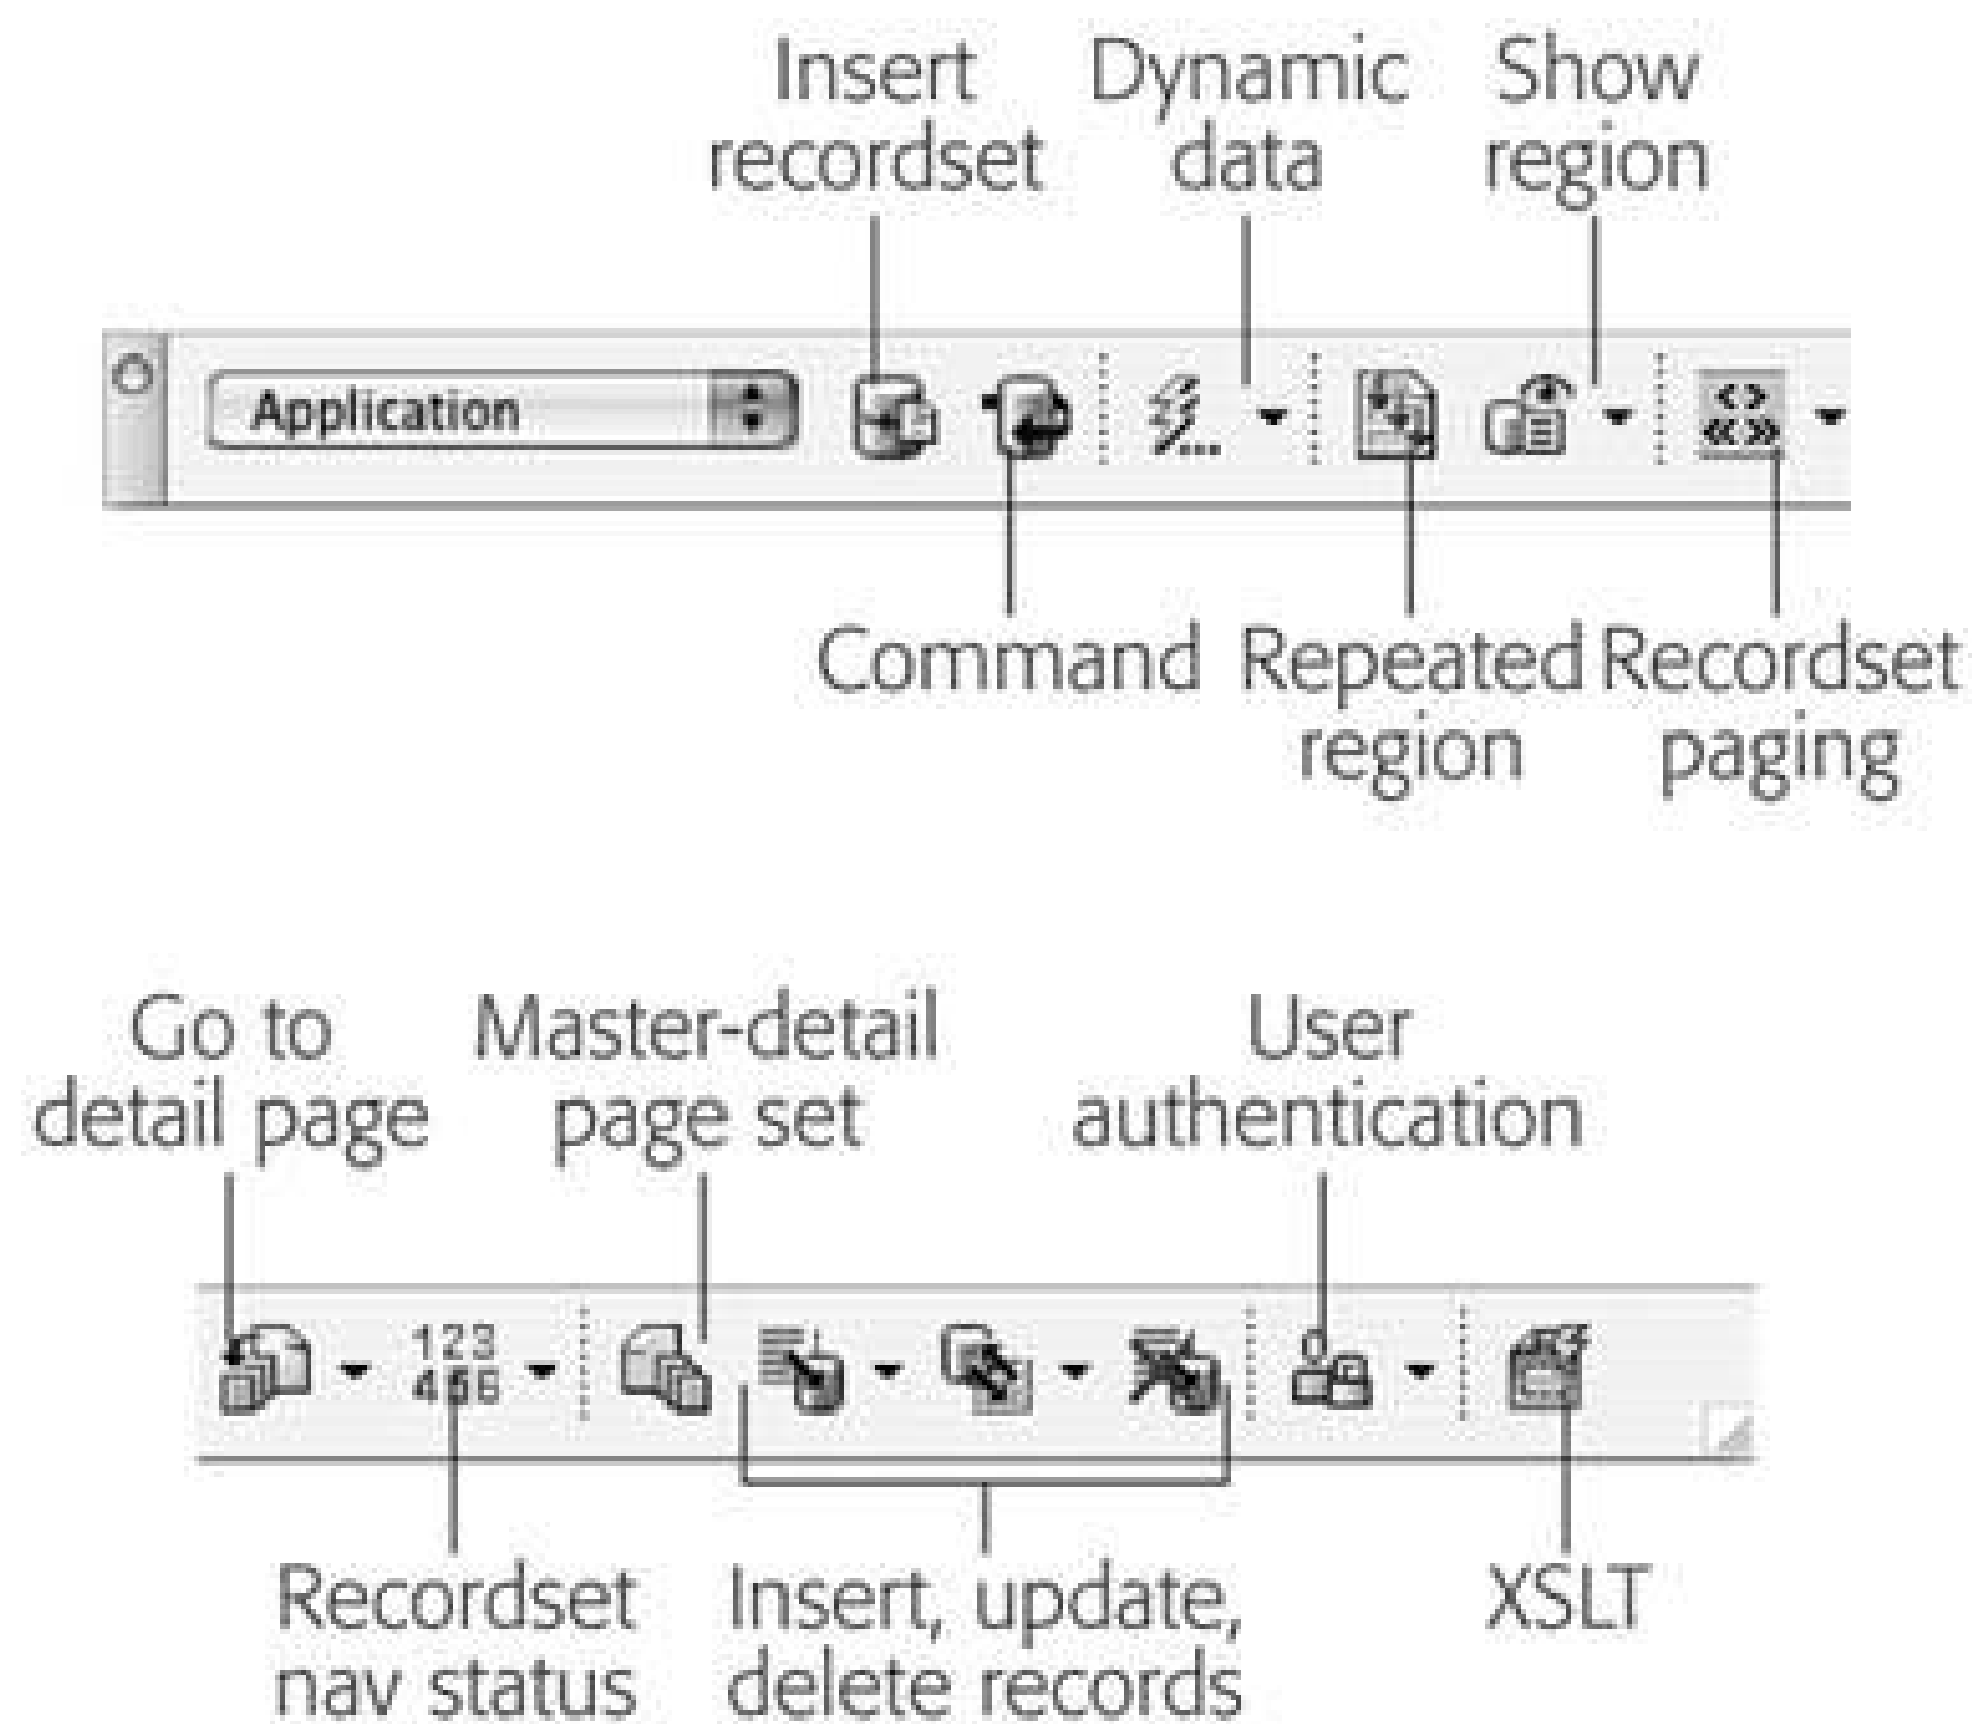 Insert
recordset
Dynamic
data
Show
region
Application
Command
Repeated
region
Recordset
paging
Go to
detail page
Master-detail
page set
User
authentication
123
456
Recordset
nav status
Insert, update,
delete records
XSLT